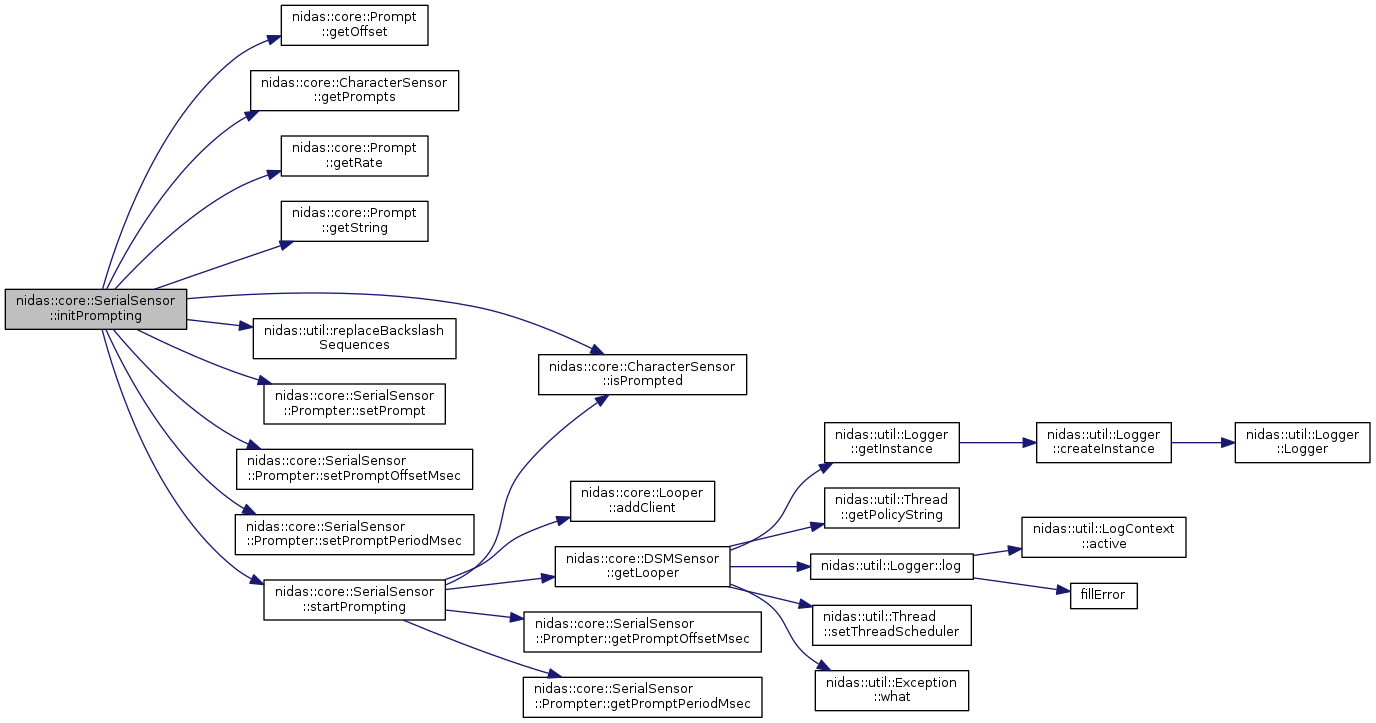 nidas::core::Prompt
::getOffset
nidas::core::CharacterSensor
::getPrompts
nidas::core::Prompt
::getRate
nidas::core::Prompt
::getString
nidas::core::SerialSensor
::initPrompting
nidas::util::replaceBackslash
Sequences
nidas::core::CharacterSensor
::isPrompted
nidas::core::SerialSensor
::Prompter::setPrompt
nidas::core::SerialSensor
::Prompter::setPromptOffsetMsec
nidas::core::SerialSensor
::Prompter::setPromptPeriodMsec
nidas::core::SerialSensor
::startPrompting
nidas::core::Looper
::addClient
nidas::core::DSMSensor
::getLooper
nidas::core::SerialSensor
::Prompter::getPromptOffsetMsec
nidas::core::SerialSensor
::Prompter::getPromptPeriodMsec
nidas::util::Logger
::getInstance
nidas::util::Logger
::createInstance
nidas::util::Logger
::Logger
nidas::util::Thread
::getPolicyString
nidas::util::Logger::log
nidas::util::LogContext
::active
fillError
nidas::util::Thread
::setThreadScheduler
nidas::util::Exception
::what